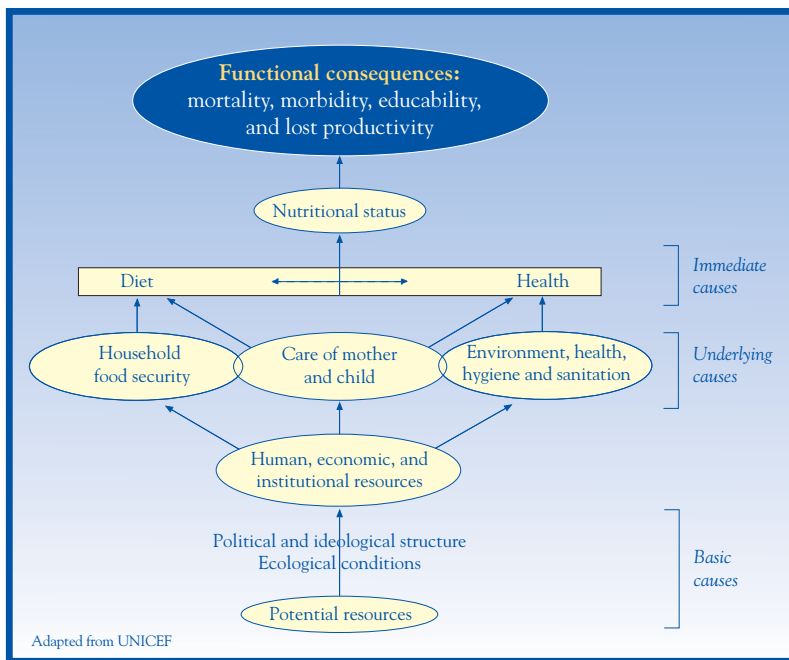 Functional consequences:
mortality, morbidity, educability,
and lost productivity
Nutritional status
Diet
Health
Immediate
causes
Household
food security
Care of mother
and child
Environment, health,
hygiene and sanitation
Underlying
causes
Human, economic, and
institutional resources
Political and ideological structure
Ecological conditions
Basic
causes
Potential resources
Adapted from UNICEF